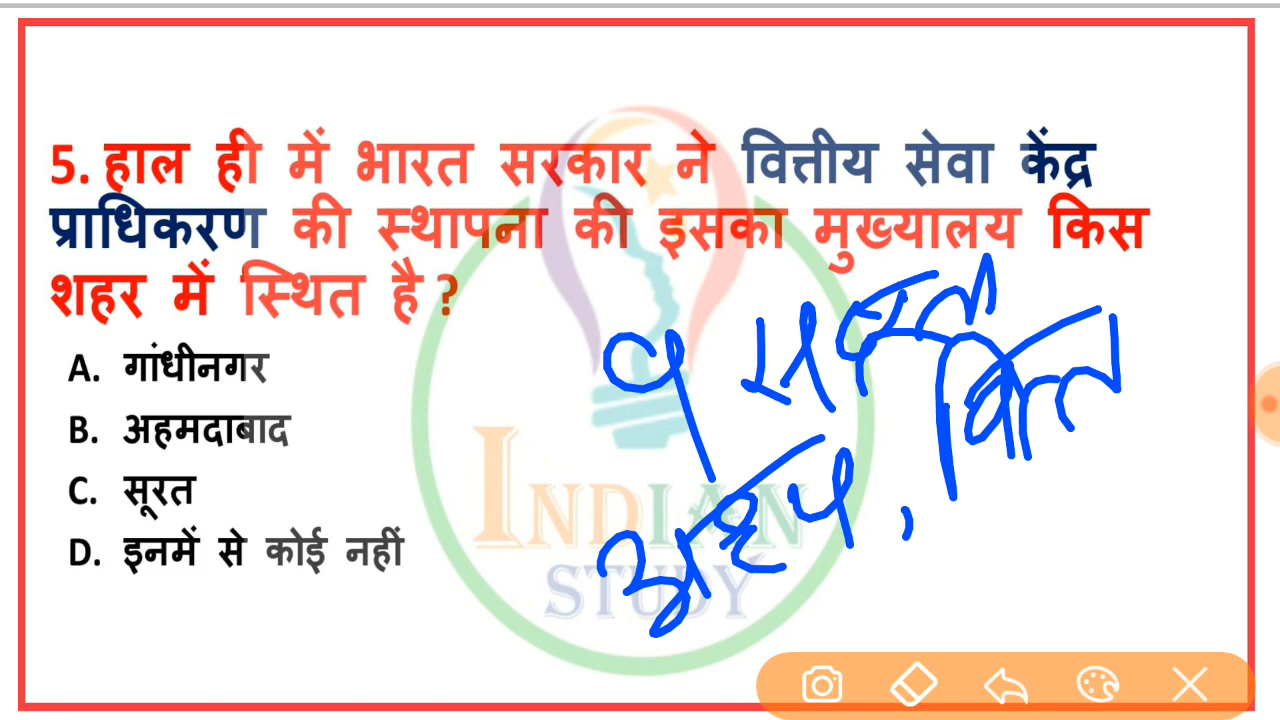 5. हाल ही में भारत सरकार ने वित्तीय सेवा केंद्र
प्राधिकरण की स्थापना की इसका मुख्यालय किस
शहर में स्थित है ?
A. गांधीनगर
B. अहमदाबाद
C. सूरत
D. इनमें से कोई नहीं
INDIAN
STUDY